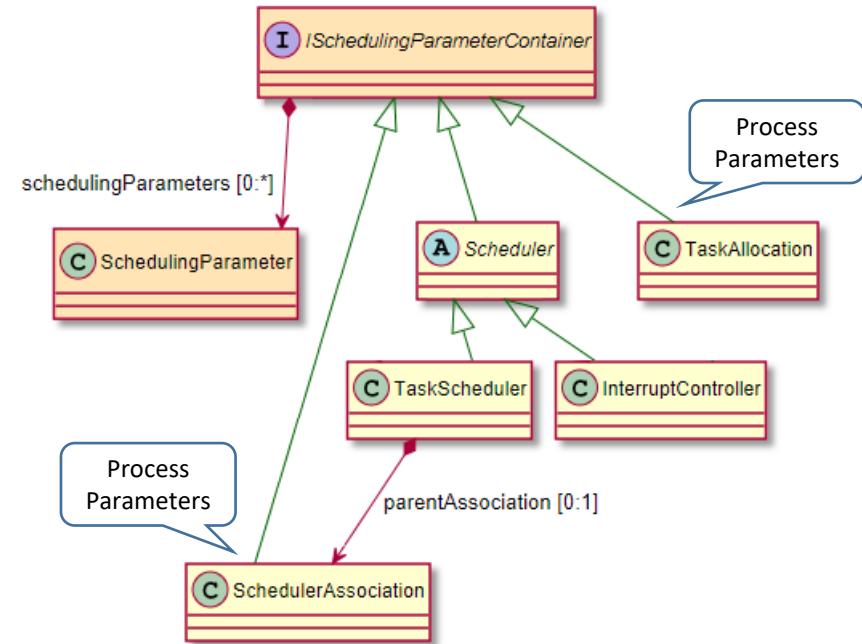 I ISchedulingParameterContainer
Process
Parameters
schedulingParameters [0:*]
C SchedulingParameter
A Scheduler
C TaskAllocation
C TaskScheduler
C InterruptController
Process
Parameters
parentAssociation [0:1]
C SchedulerAssociation